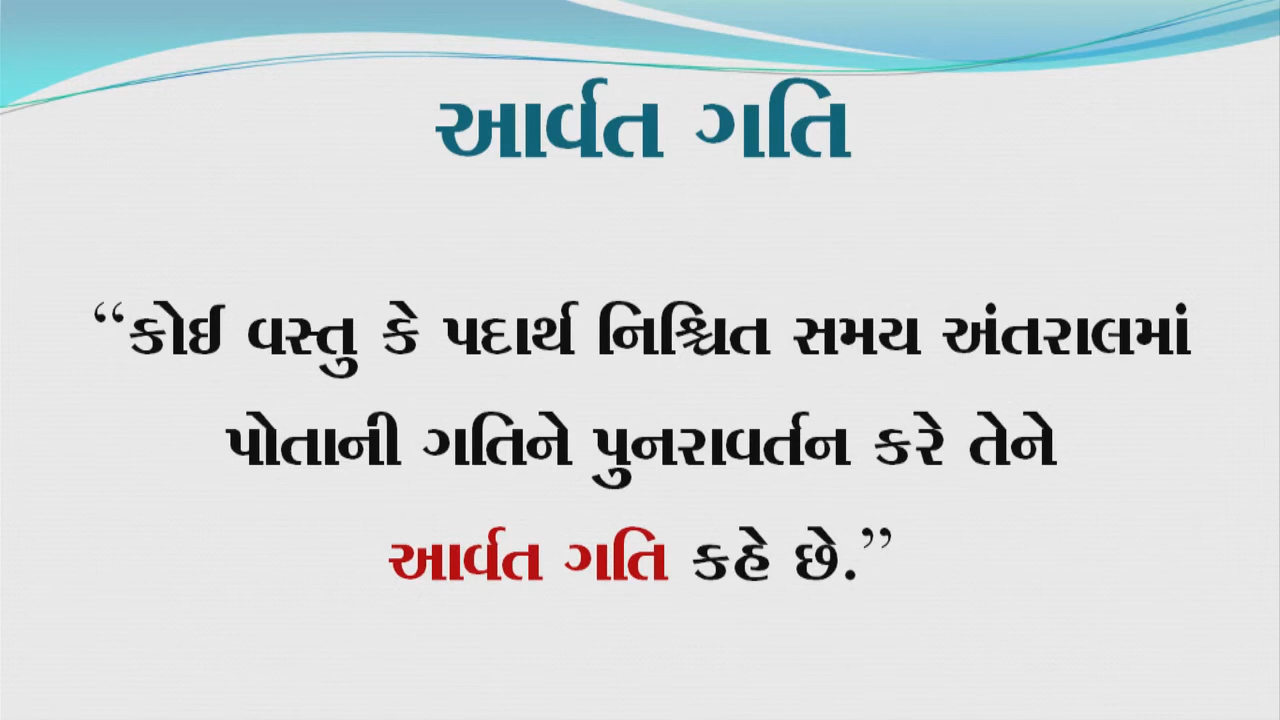 આર્વત ગતિ
“કોઈ વસ્તુ કે પદાર્થ નિશ્ચિત સમય અંતરાલમાં
પોતાની ગતિને પુનરાવર્તન કરે તેને
આર્વત ગતિ કહે છે.”